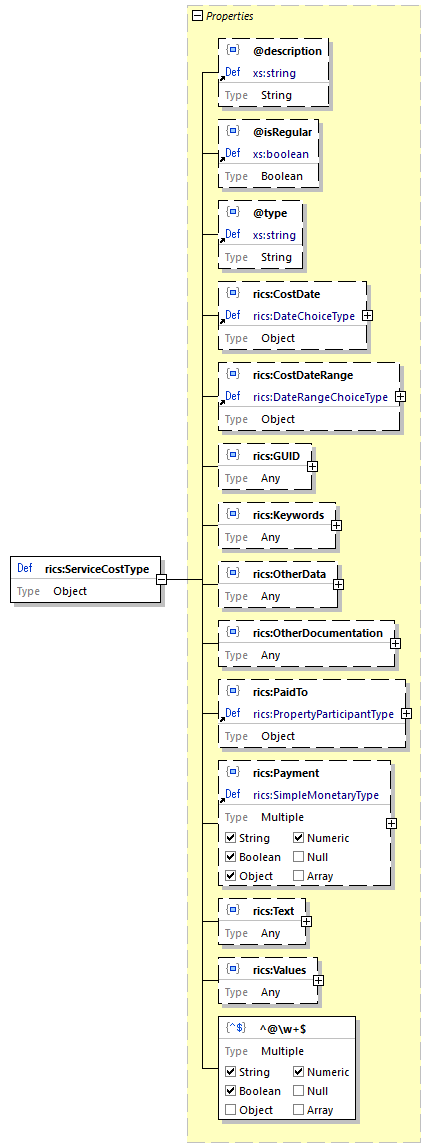 Properties
@description
Def xs:string
Type String
@isRegular
Def xs:boolean
Type Boolean
@type
Def xs:string
Type String
rics:CostDate
Def rics:DateChoiceType
Type Object
rics:CostDateRange
Def rics:DateRangeChoiceType
Type Object
rics:GUID
Type Any
rics:Keywords
Type Any
Def rics:ServiceCostType
Type Object
rics:OtherData
Type Any
rics:OtherDocumentation
Type Any
rics:PaidTo
Def rics:PropertyParticipantType
Type Object
rics:Payment
Def rics:SimpleMonetaryType
Type Multiple
String Numeric
Boolean Null
Object Array
rics:Text
Type Any
rics:Values
Type Any
{^$} ^@\w+$
Type Multiple
String Numeric
Boolean Null
Object Array